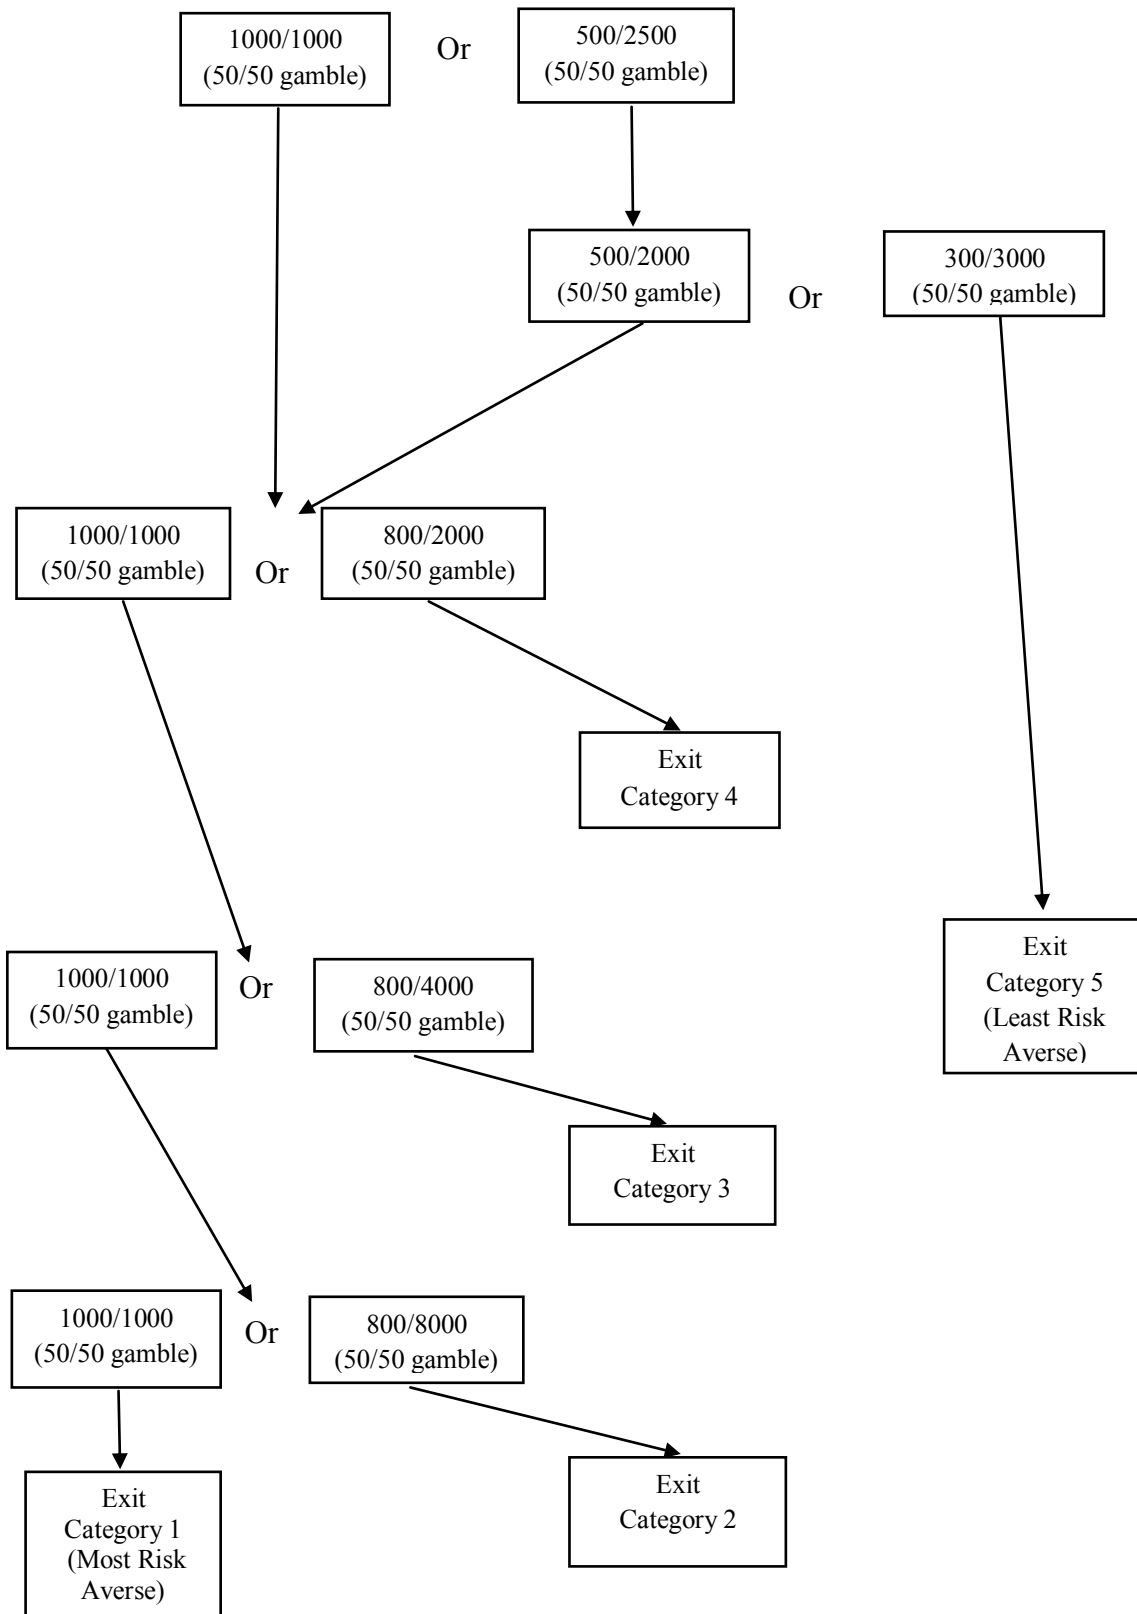 1000/1000
(50/50 gamble)
Or
500/2500
(50/50 gamble)
500/2000
(50/50 gamble)
Or
300/3000
(50/50 gamble)
1000/1000
(50/50 gamble)
Or
800/2000
(50/50 gamble)
Exit
Category 4
Exit
Category 5
(Least Risk
Averse)
1000/1000
(50/50 gamble)
Or
800/4000
(50/50 gamble)
Exit
Category 3
1000/1000
(50/50 gamble)
Or
800/8000
(50/50 gamble)
Exit
Category 1
(Most Risk
Averse)
Exit
Category 2